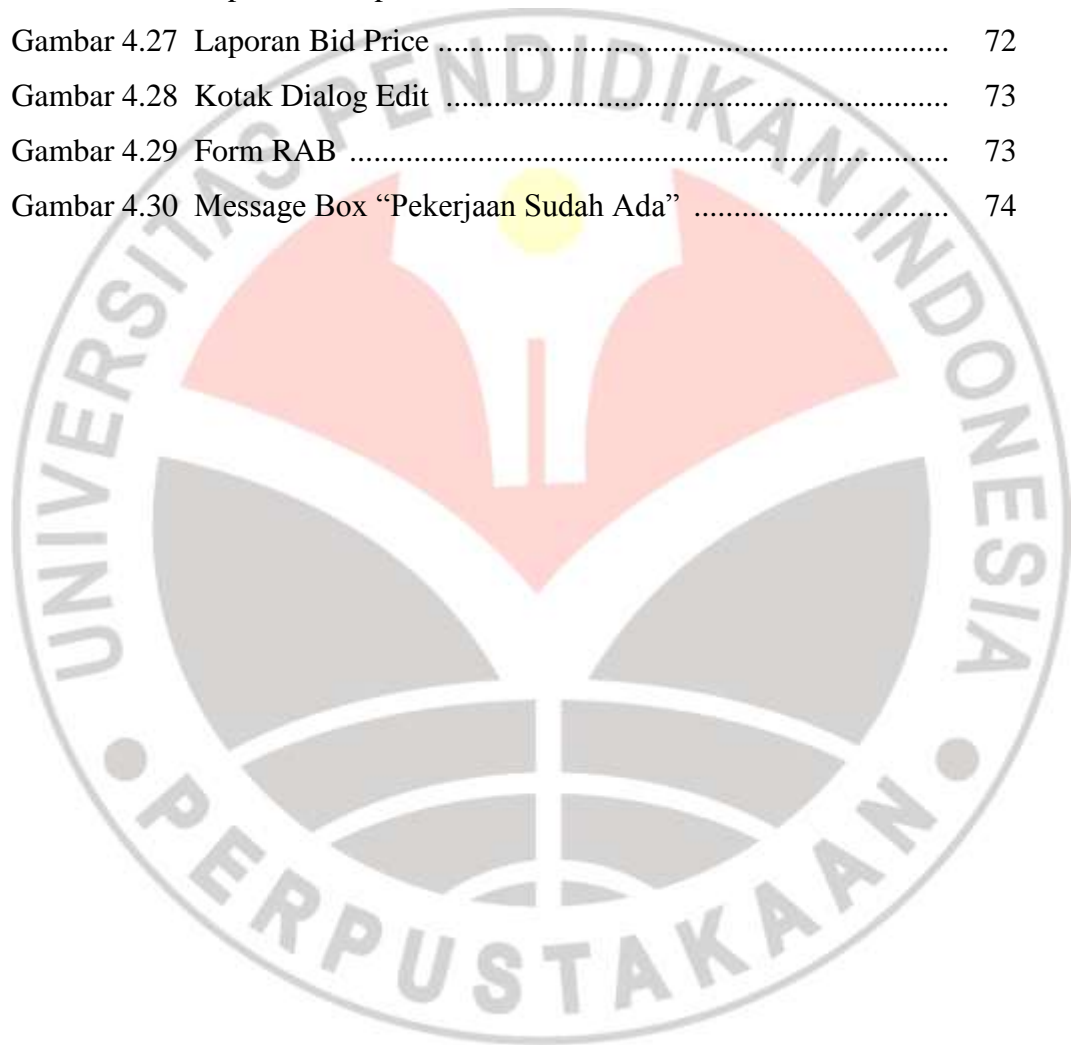 Gambar 4.27 Laporan Bid Price ................................................................ 72
Gambar 4.28 Kotak Dialog Edit ............................................................... 73
Gambar 4.29 Form RAB ........................................................................... 73
Gambar 4.30 Message Box “Pekerjaan Sudah Ada” ................................ 74
UNIVERSITAS PENDIDIKAN INDONESIA
PERPUSTAKAAN